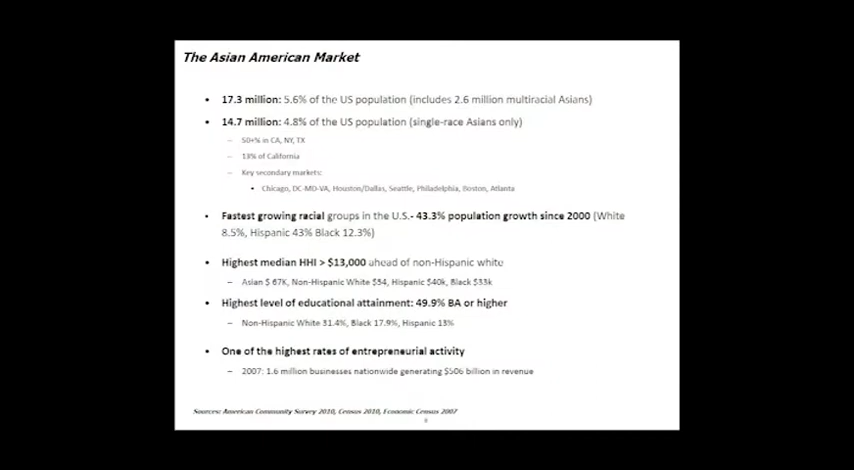 The Asian American Market
• 17.3 million: 5.6% of the US population (includes 2.6 million multiracial Asians)
• 14.7 million: 4.8% of the US population (single-race Asians only)
– 50+% in CA, NY, TX
– 13% of California
– Key secondary markets:
• Chicago, DC-MD-VA, Houston/Dallas, Seattle, Philadelphia, Boston, Atlanta
• Fastest growing racial groups in the U.S.- 43.3% population growth since 2000 (White
8.5%, Hispanic 43% Black 12.3%)
• Highest median HHI > $13,000 ahead of non-Hispanic white
– Asian $ 67K, Non-Hispanic White $54, Hispanic $40k, Black $33k
• Highest level of educational attainment: 49.9% BA or higher
– Non-Hispanic White 31.4%, Black 17.9%, Hispanic 13%
• One of the highest rates of entrepreneurial activity
– 2007: 1.6 million businesses nationwide generating $506 billion in revenue
Sources: American Community Survey 2010, Census 2010, Economic Census 2007